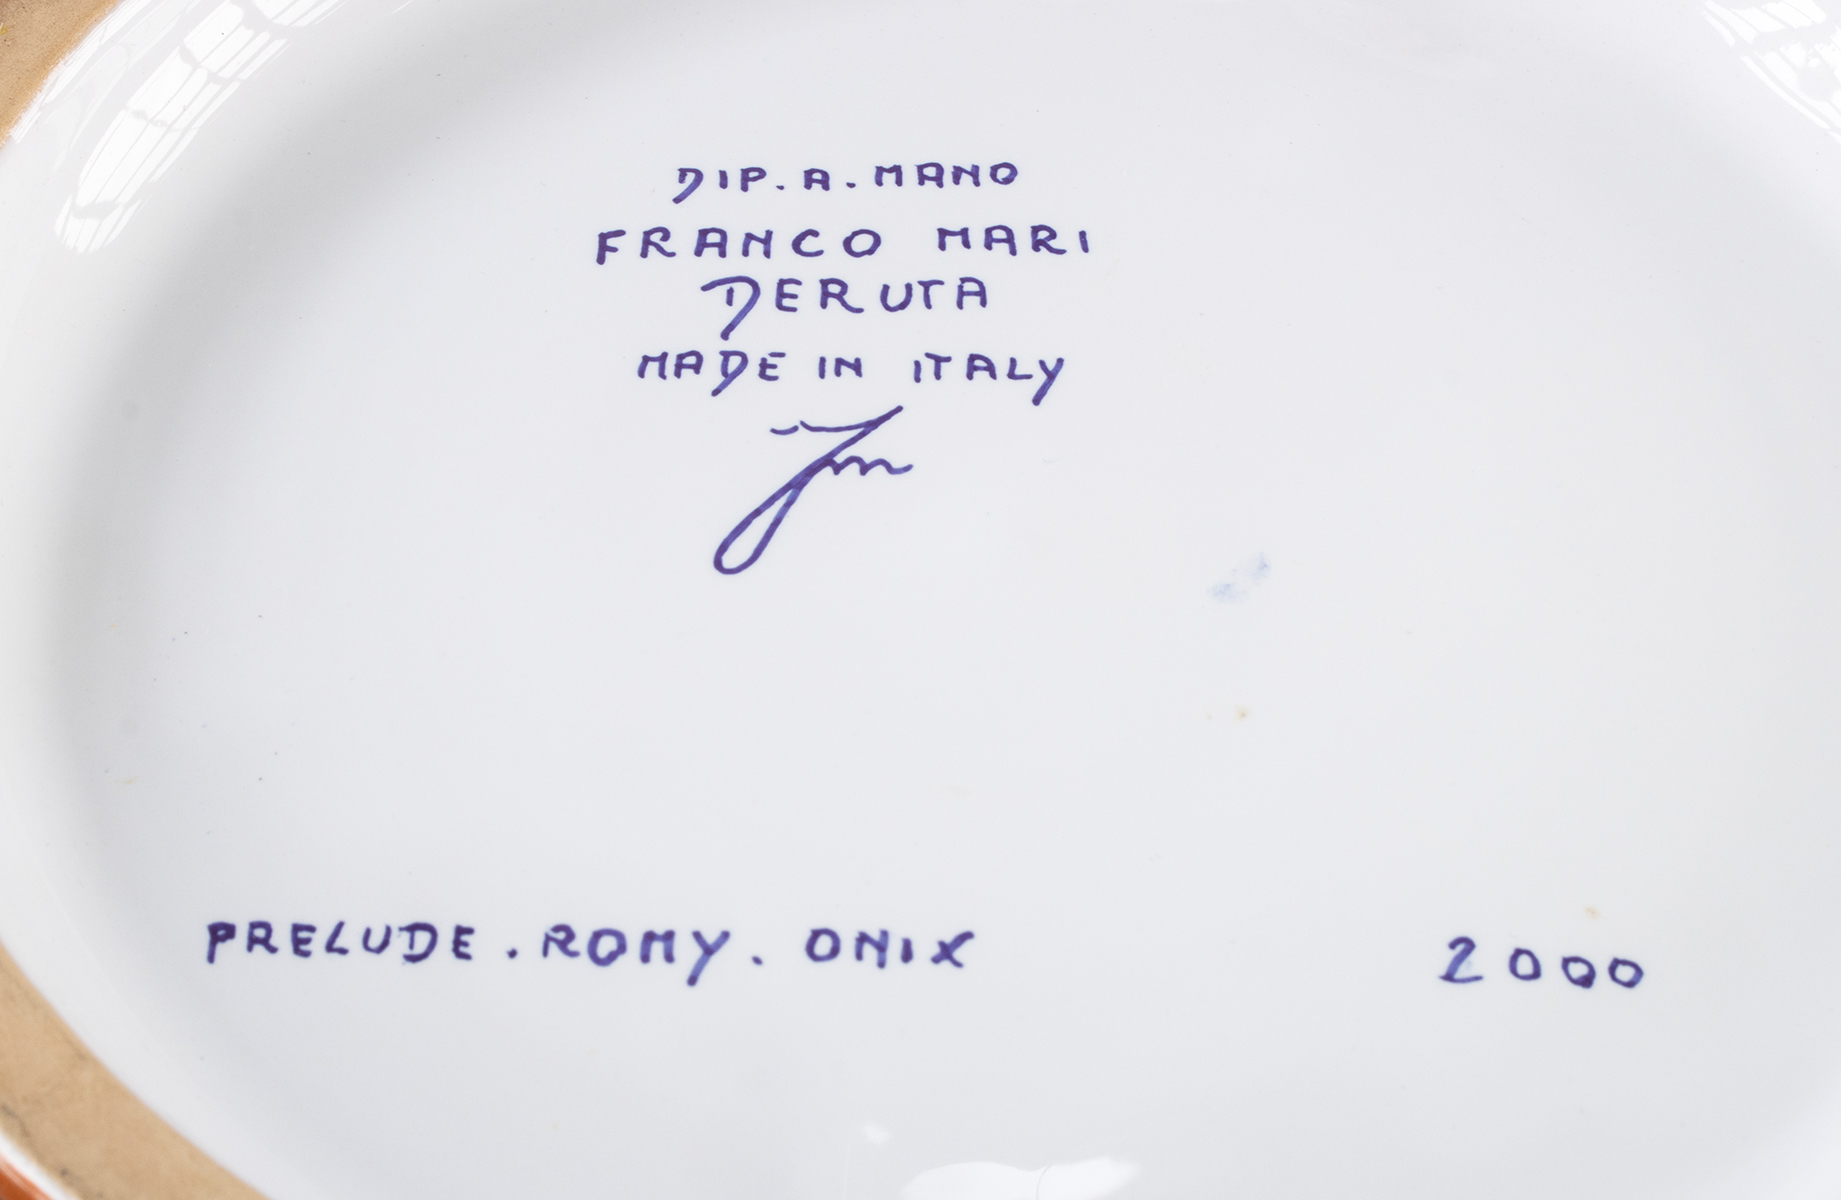 DIP. A. MANO
FRANCO MARI
DERUTA
MADE IN ITALY
PRELUDE . ROMY . ONIX
2000